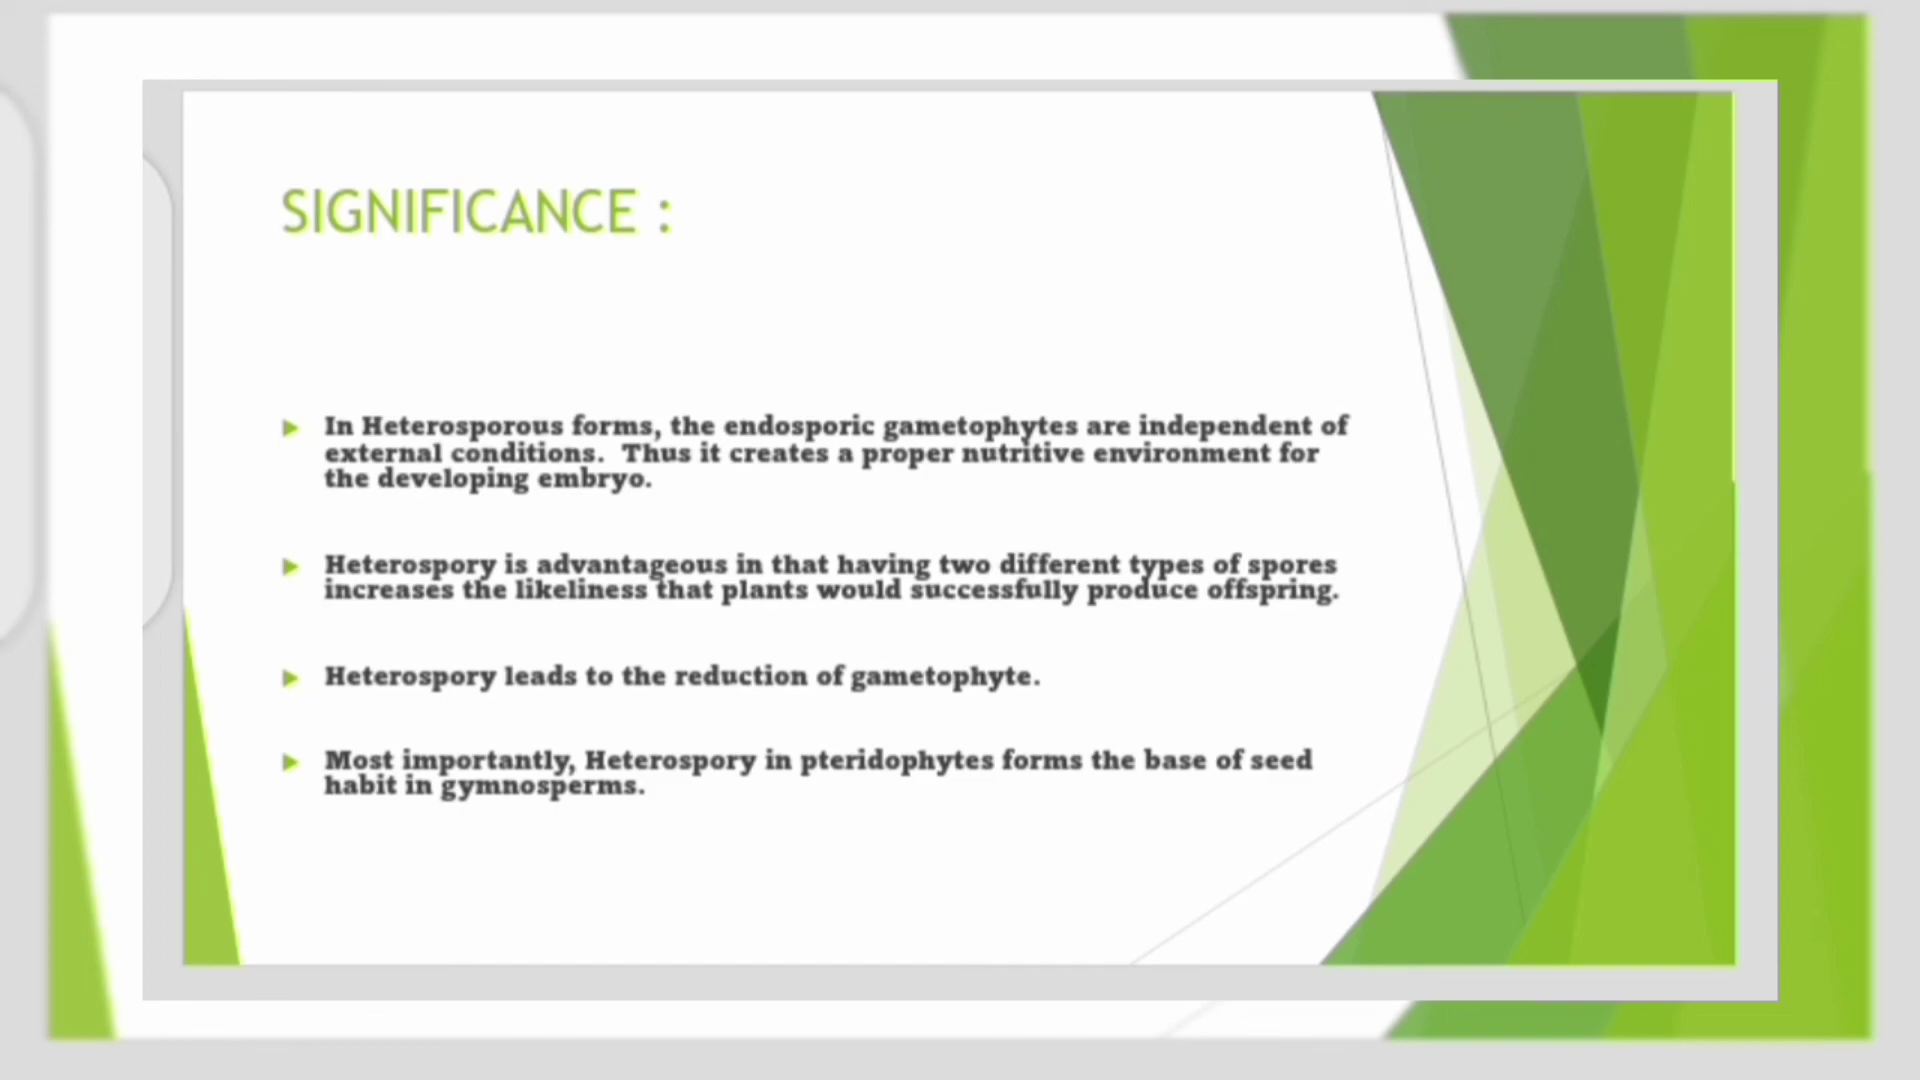 SIGNIFICANCE :
In Heterosporous forms, the endosporic gametophytes are independent of
external conditions.  Thus it creates a proper nutritive environment for
the developing embryo.
Heterospory is advantageous in that having two different types of spores
increases the likeliness that plants would successfully produce offspring.
Heterospory leads to the reduction of gametophyte.
Most importantly, Heterospory in pteridophytes forms the base of seed
habit in gymnosperms.